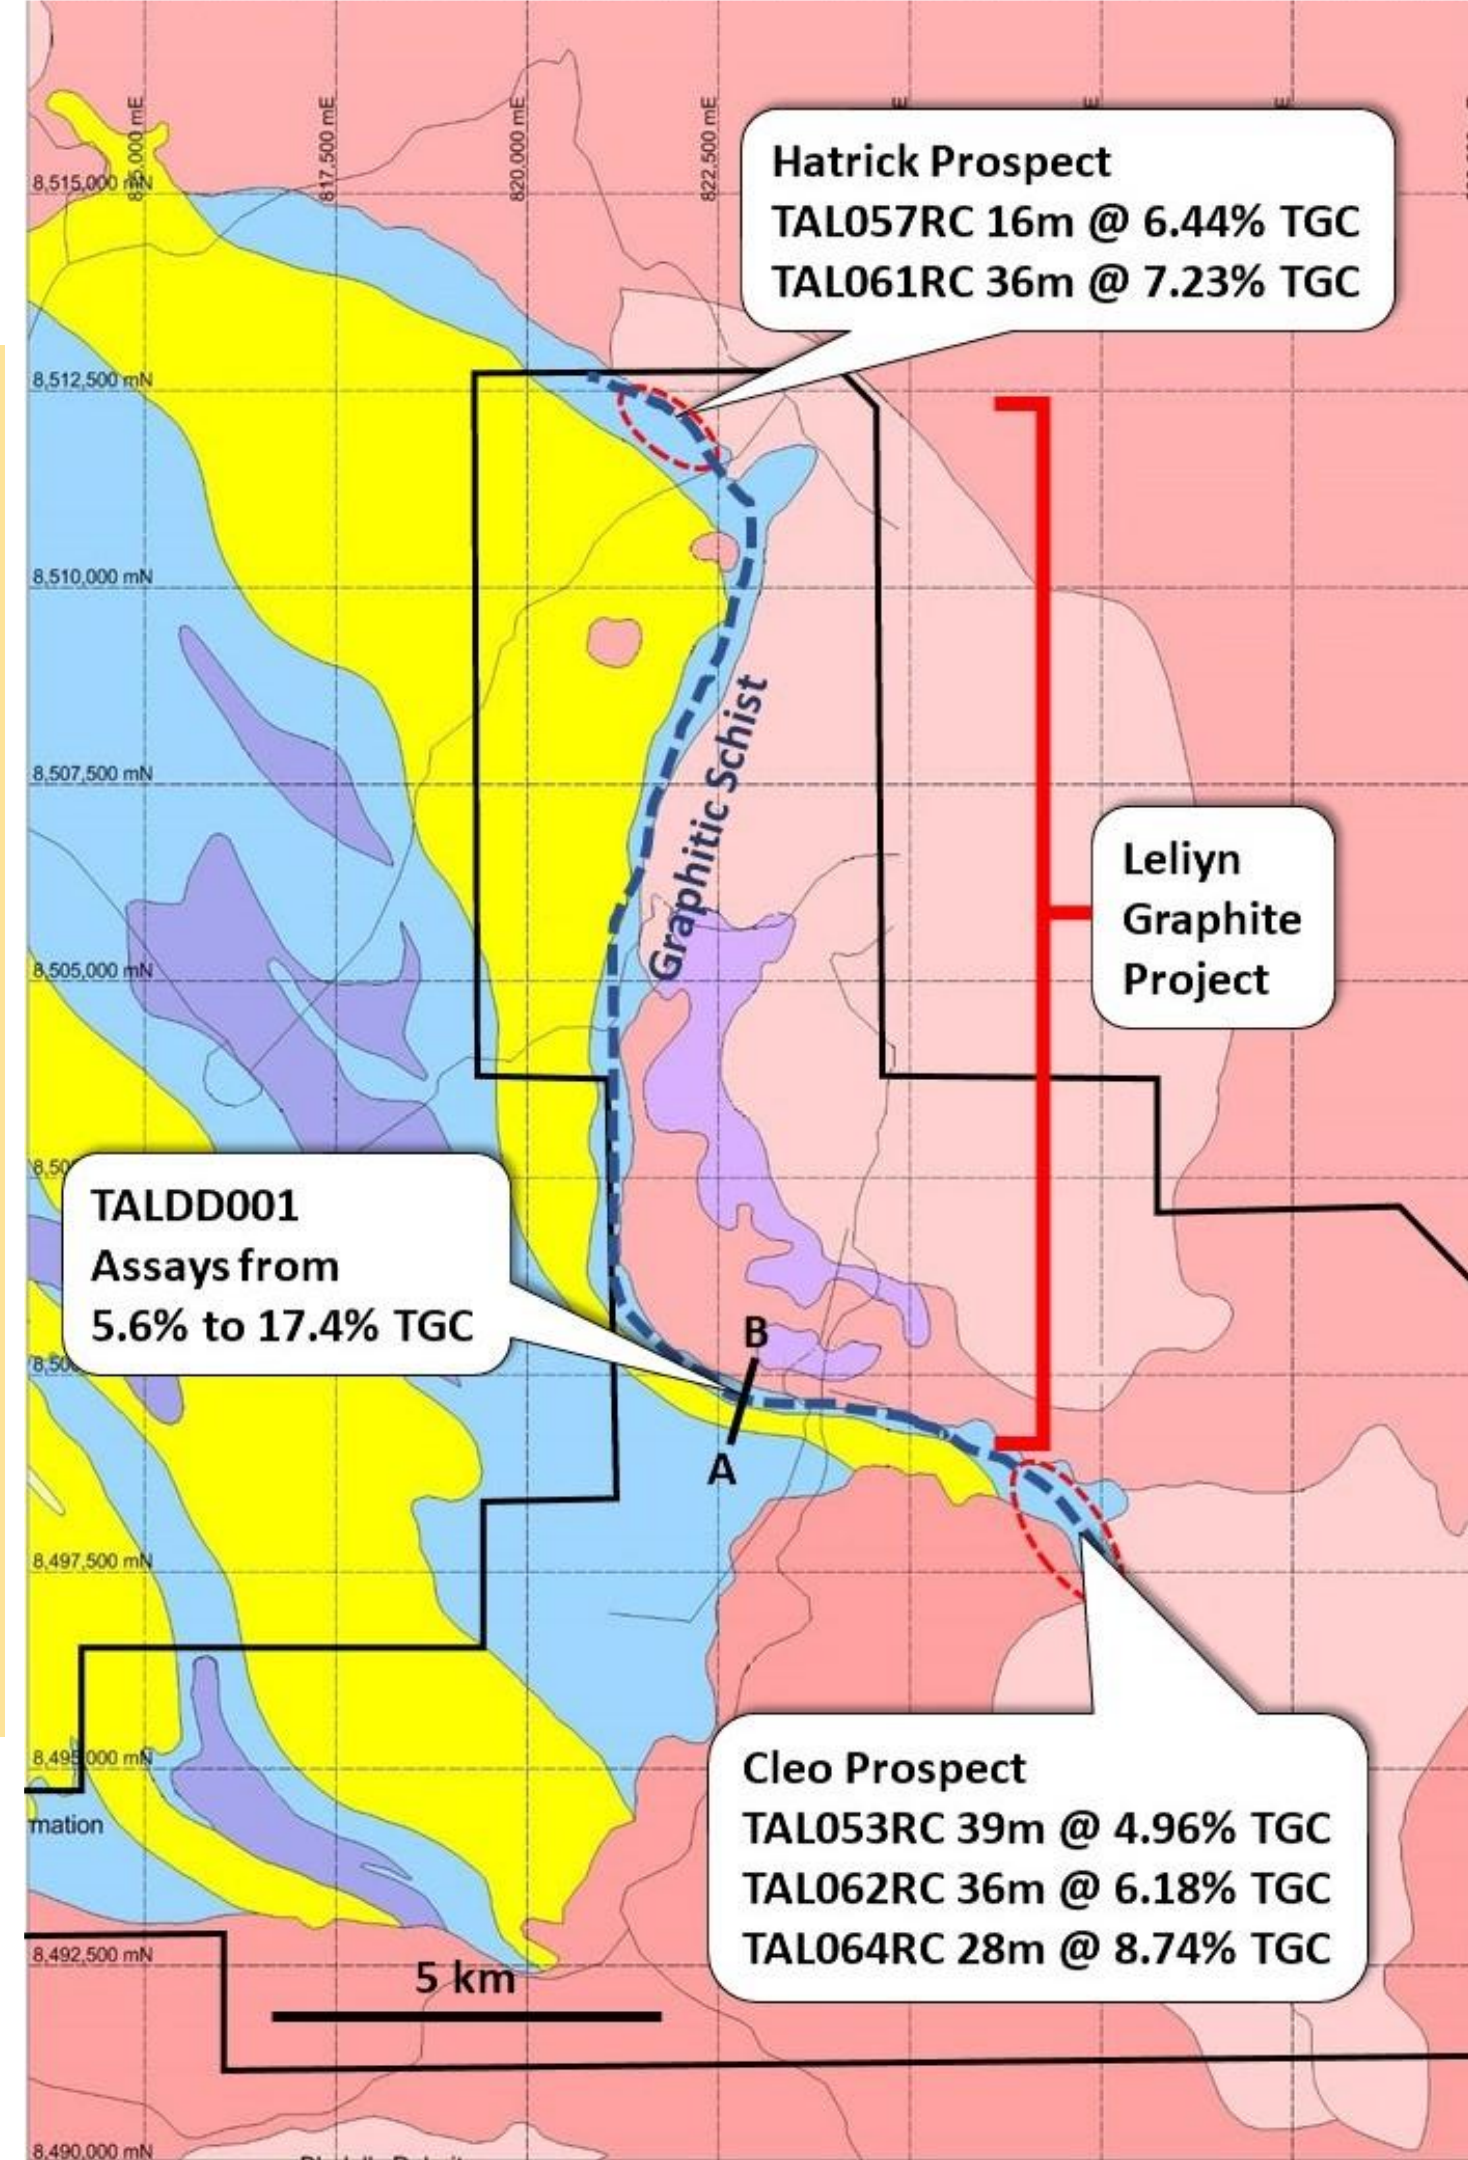 817,500 mE
820,000 mE
822,500 mE
8,515,000 mN
Hatrick Prospect
TAL057RC 16m @ 6.44% TGC
TAL061RC 36m @ 7.23% TGC
8,512,500 mN
8,510,000 mN
Graphitic Schist
8,507,500 mN
Leliyn
Graphite
Project
8,505,000 mN
TALDD001
Assays from
5.6% to 17.4% TGC
B
A
8,497,500 mN
8,495,000 mN
Cleo Prospect
TAL053RC 39m @ 4.96% TGC
TAL062RC 36m @ 6.18% TGC
TAL064RC 28m @ 8.74% TGC
mation
8,492,500 mN
5 km
8,490,000 mN